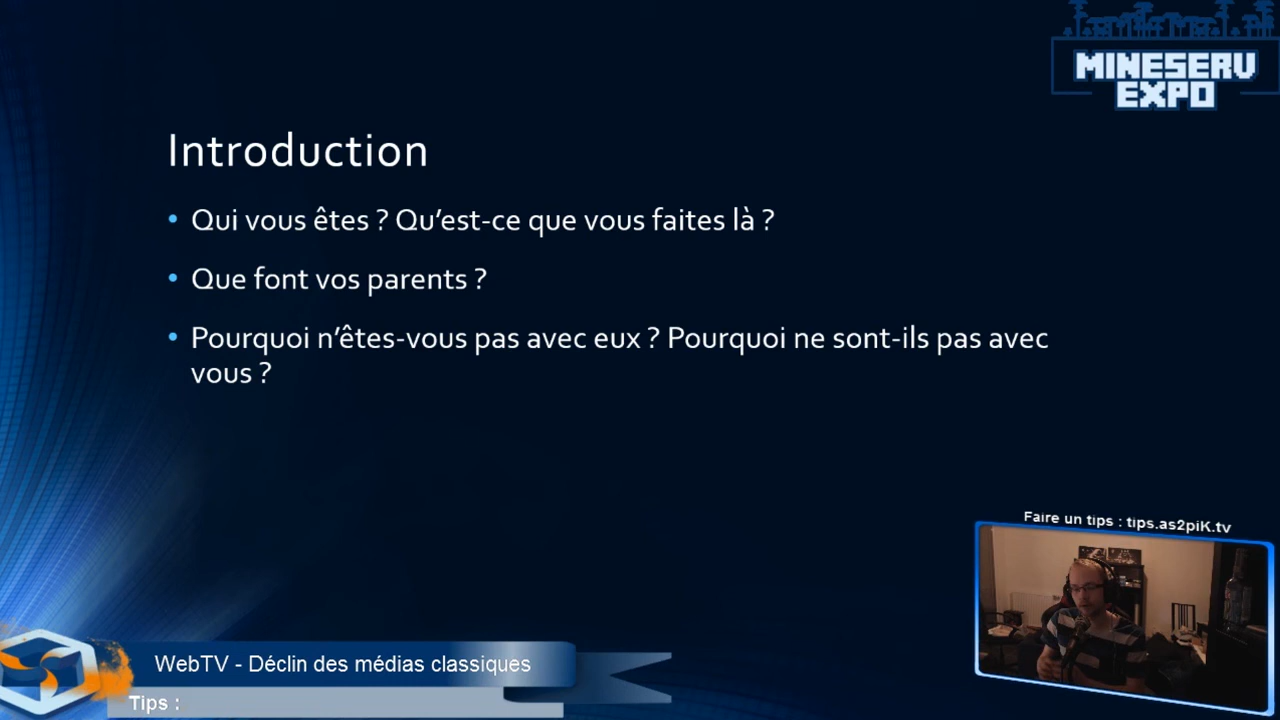 MINESERV
EXPO
Introduction
• Qui vous êtes ? Qu’est-ce que vous faites là ?
• Que font vos parents ?
• Pourquoi n’êtes-vous pas avec eux ? Pourquoi ne sont-ils pas avec
vous ?
Faire un tips : tips.as2piK.tv
WebTV - Déclin des médias classiques
Tips :